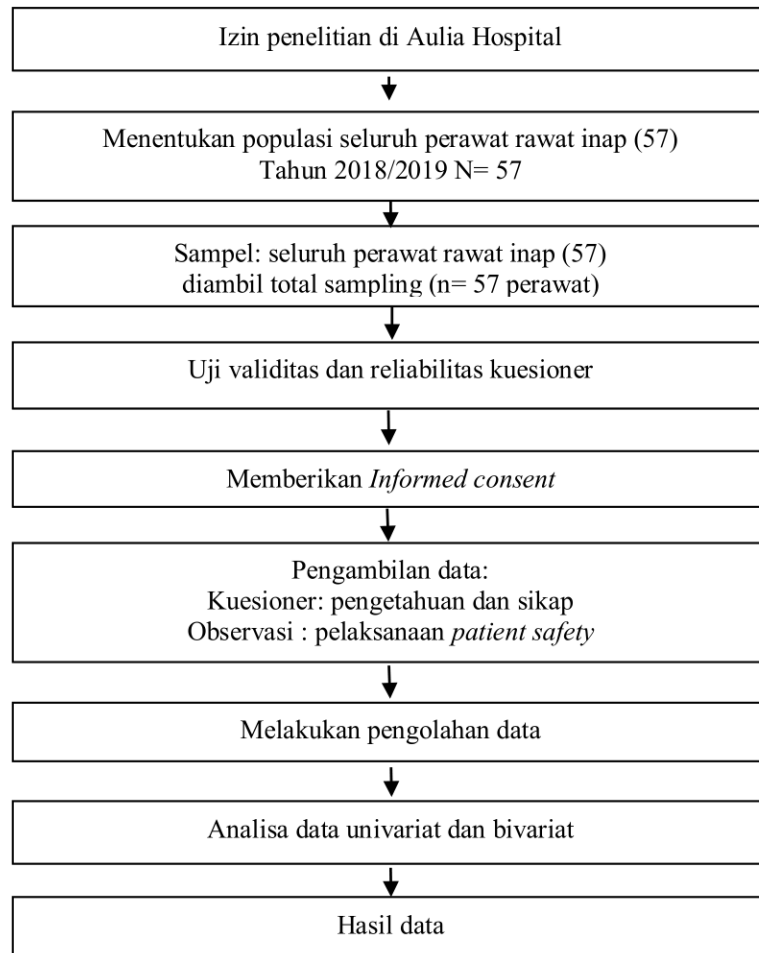 Izin penelitian di Aulia Hospital
Menentukan populasi seluruh perawat rawat inap (57)
Tahun 2018/2019 N= 57
Sampel: seluruh perawat rawat inap (57)
diambil total sampling (n= 57 perawat)
Uji validitas dan reliabilitas kuesioner
Memberikan Informed consent
Pengambilan data:
Kuesioner: pengetahuan dan sikap
Observasi : pelaksanaan patient safety
Melakukan pengolahan data
Analisa data univariat dan bivariat
Hasil data